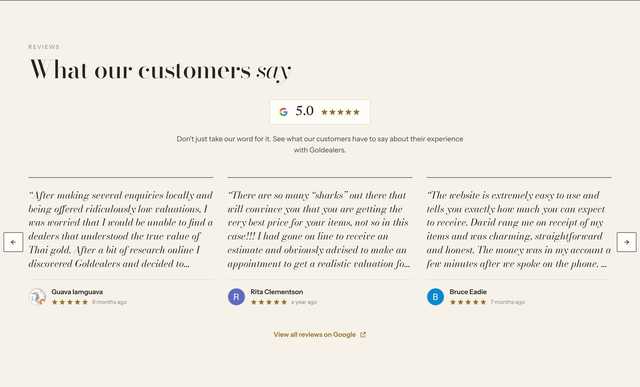 REVIEWS
What our customers say
5.0
Don't just take our word for it. See what our customers have to say about their experience
with Goldealers.
“After making several enquiries locally and
being offered ridiculously low valuations, I
was worried that I would be unable to find a
dealers that understood the true value of
Thai gold. After a bit of research online I
discovered Goldealers and decided to...
Guava Iamguava
9 months ago
“There are so many “sharks” out there that
will convince you that you are getting the
very best price for your items, not so in this
case!!! I had gone on line to receive an
estimate and obviously advised to make an
appointment to get a realistic valuation fo...
R
Rita Clementson
a year ago
“The website is extremely easy to use and
tells you exactly how much you can expect
to receive. David rang me on receipt of my
items and was charming, straightforward
and honest. The money was in my account a
few minutes after we spoke on the phone. ...
B
Bruce Eadie
7 months ago
View all reviews on Google